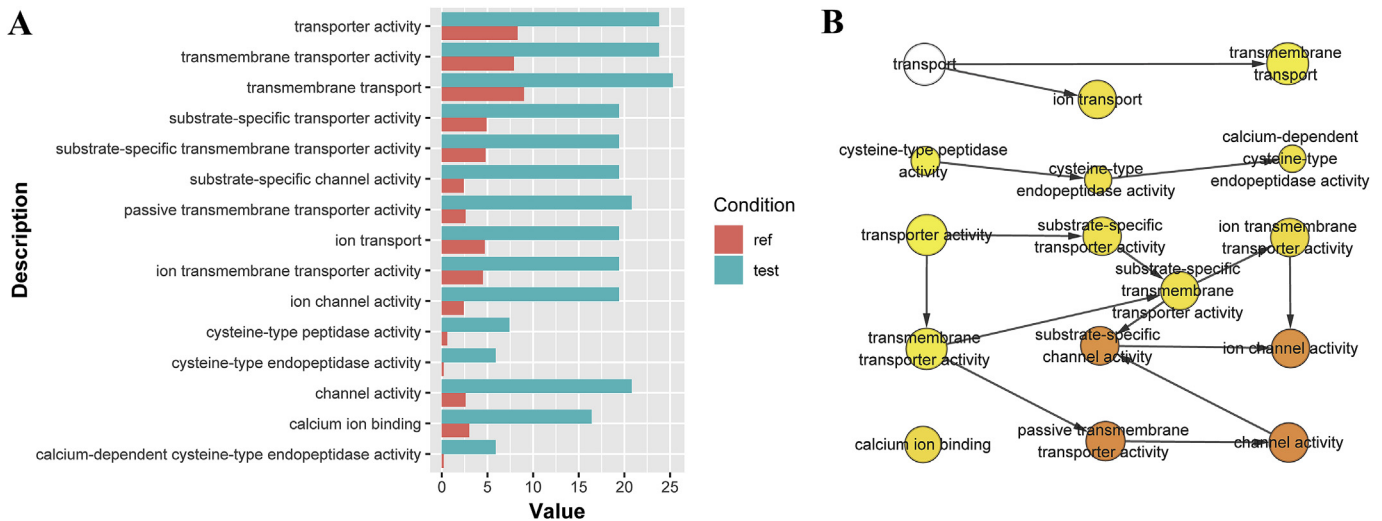 A
Description
transporter activity
transmembrane transporter activity
transmembrane transport
substrate-specific transporter activity
substrate-specific transmembrane transporter activity
substrate-specific channel activity
passive transmembrane transporter activity
ion transport
ion transmembrane transporter activity
ion channel activity
cysteine-type peptidase activity
cysteine-type endopeptidase activity
channel activity
calcium ion binding
calcium-dependent cysteine-type endopeptidase activity
0 5 10 15 20 25
Value
Condition
ref
test
B
transport
transmembrane
transport
ion transport
cysteine-type peptidase
activity
cysteine-type
endopeptidase activity
calcium-dependent
cysteine-type
endopeptidase activity
transporter activity
substrate-specific
transporter activity
ion transmembrane
transporter activity
substrate-specific
transmembrane
transporter activity
transmembrane
transporter activity
substrate-specific
channel activity
ion channel activity
calcium ion binding
passive transmembrane
transporter activity
channel activity